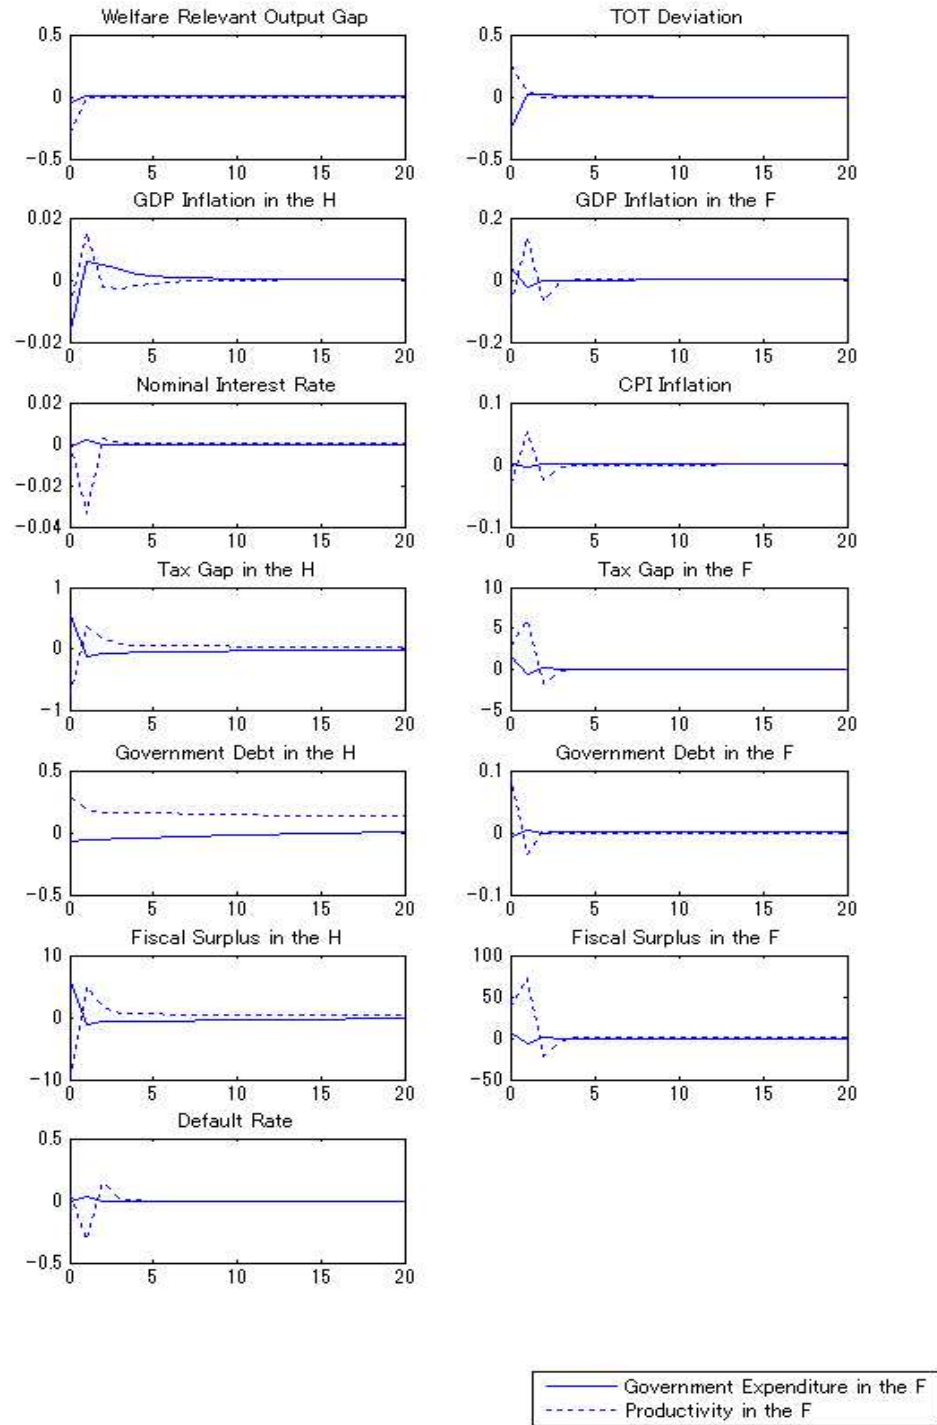 Welfare Relevant Output Gap
0.5
0
-0.5
0 5 10 15 20
TOT Deviation
0.5
0
-0.5
0 5 10 15 20
GDP Inflation in the H
0.02
0
-0.02
0 5 10 15 20
GDP Inflation in the F
0.2
0
-0.2
0 5 10 15 20
Nominal Interest Rate
0.02
0
-0.02
-0.04
0 5 10 15 20
CPI Inflation
0.1
0
-0.1
0 5 10 15 20
Tax Gap in the H
1
0
-1
0 5 10 15 20
Tax Gap in the F
10
5
0
-5
0 5 10 15 20
Government Debt in the H
0.5
0
-0.5
0 5 10 15 20
Government Debt in the F
0.1
0
-0.1
0 5 10 15 20
Fiscal Surplus in the H
10
0
-10
0 5 10 15 20
Fiscal Surplus in the F
100
50
0
-50
0 5 10 15 20
Default Rate
0.5
0
-0.5
0 5 10 15 20
Government Expenditure in the F
Productivity in the F